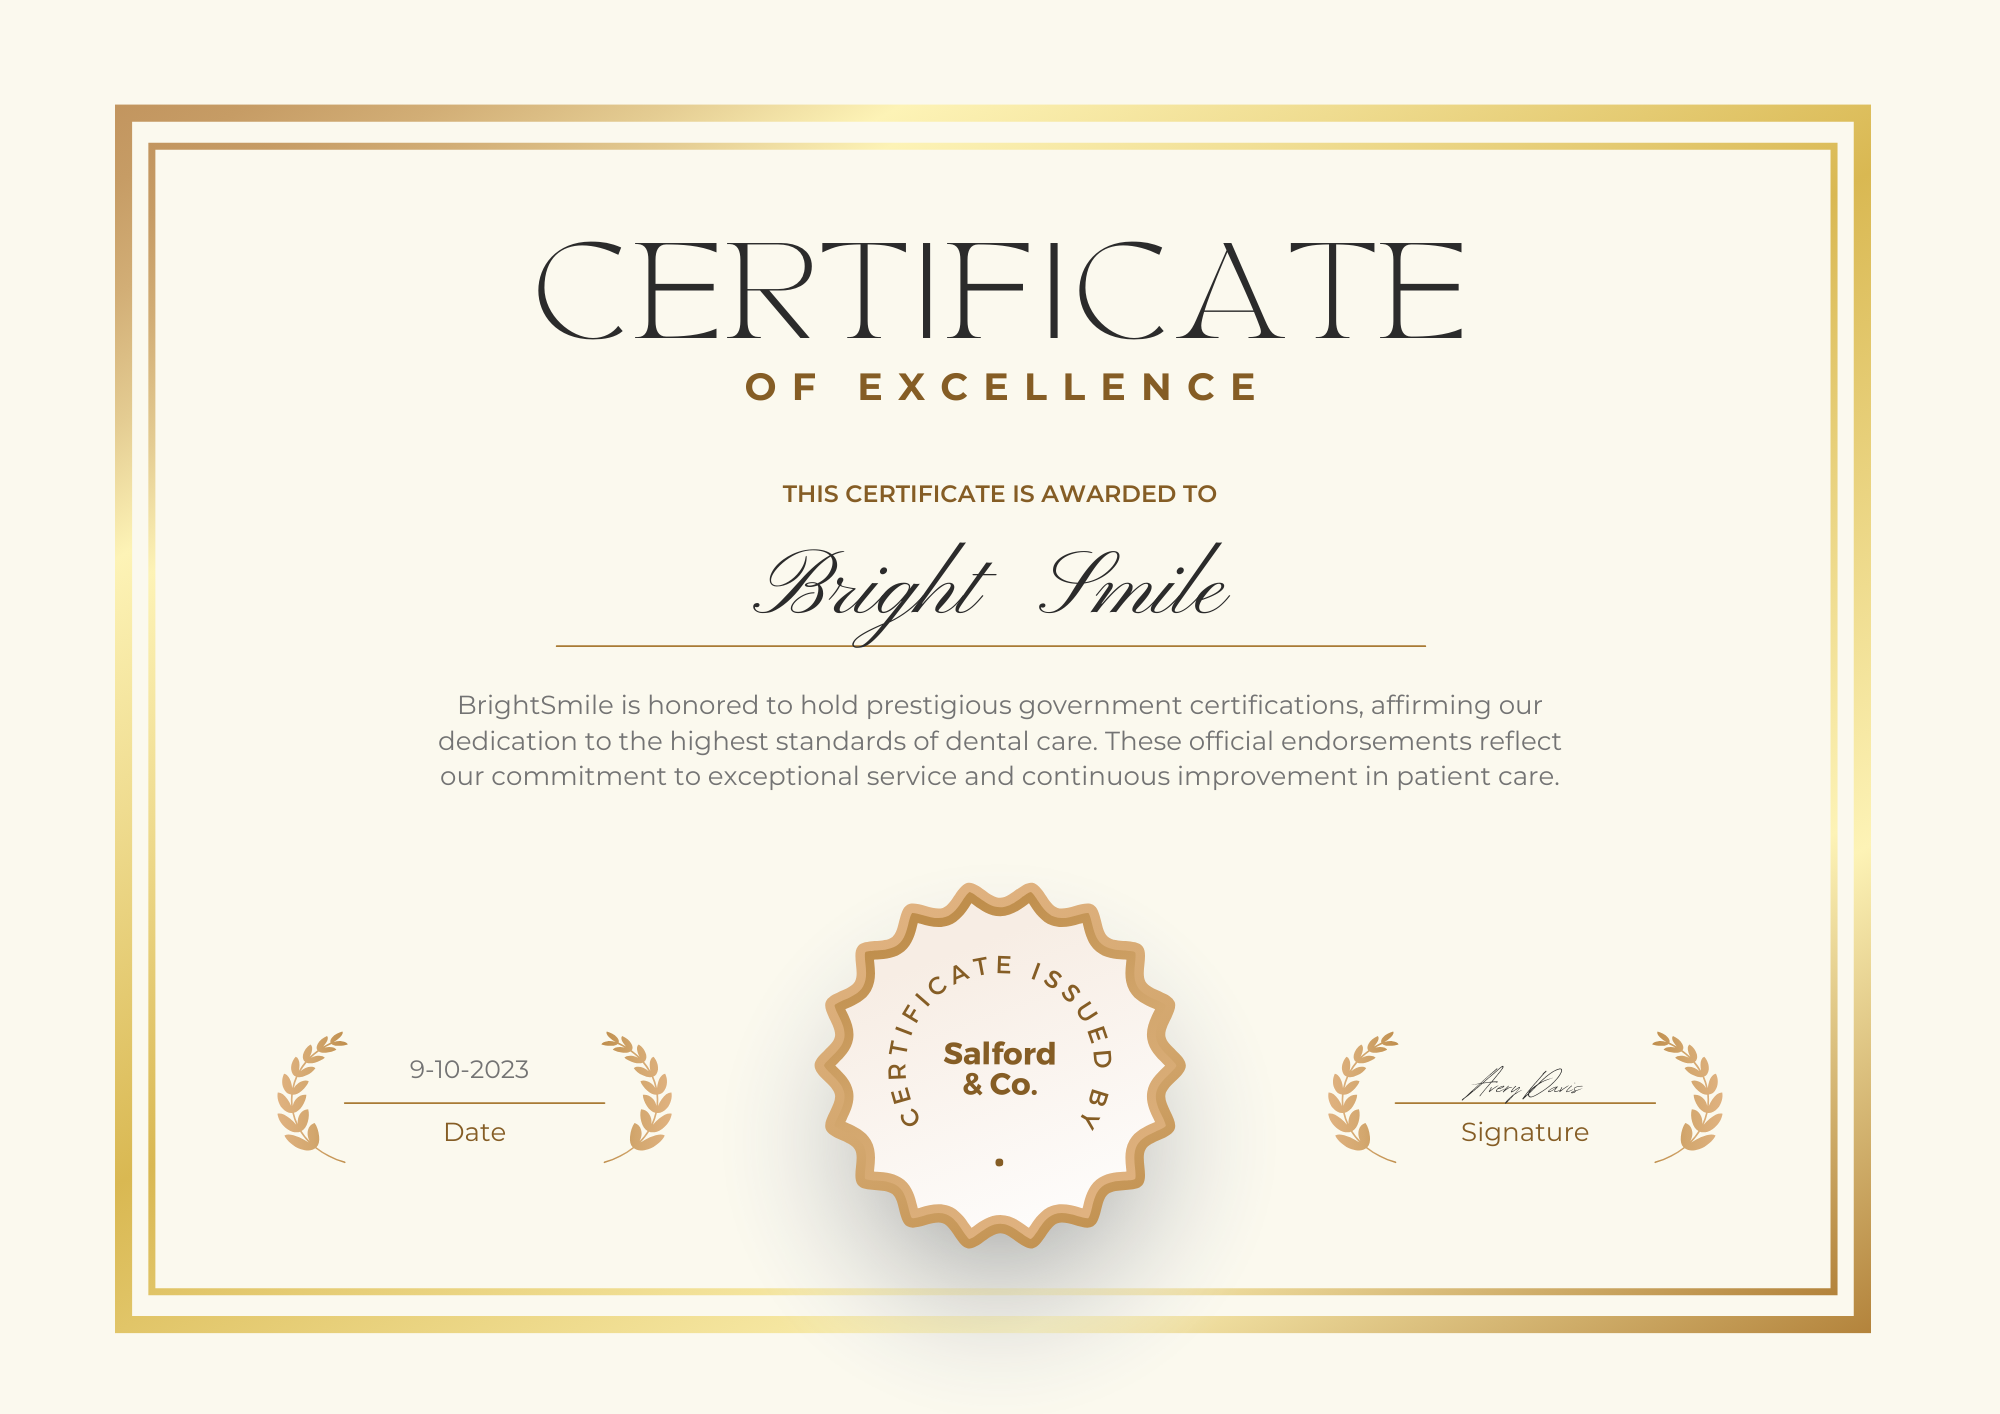 CERTIFICATE
OF EXCELLENCE
THIS CERTIFICATE IS AWARDED TO
Bright Smile
BrightSmile is honored to hold prestigious government certifications, affirming our
dedication to the highest standards of dental care. These official endorsements reflect
our commitment to exceptional service and continuous improvement in patient care.
9-10-2023
Date
CERTIFICATE ISSUED BY
Salford
& Co.
Avery Davis
Signature